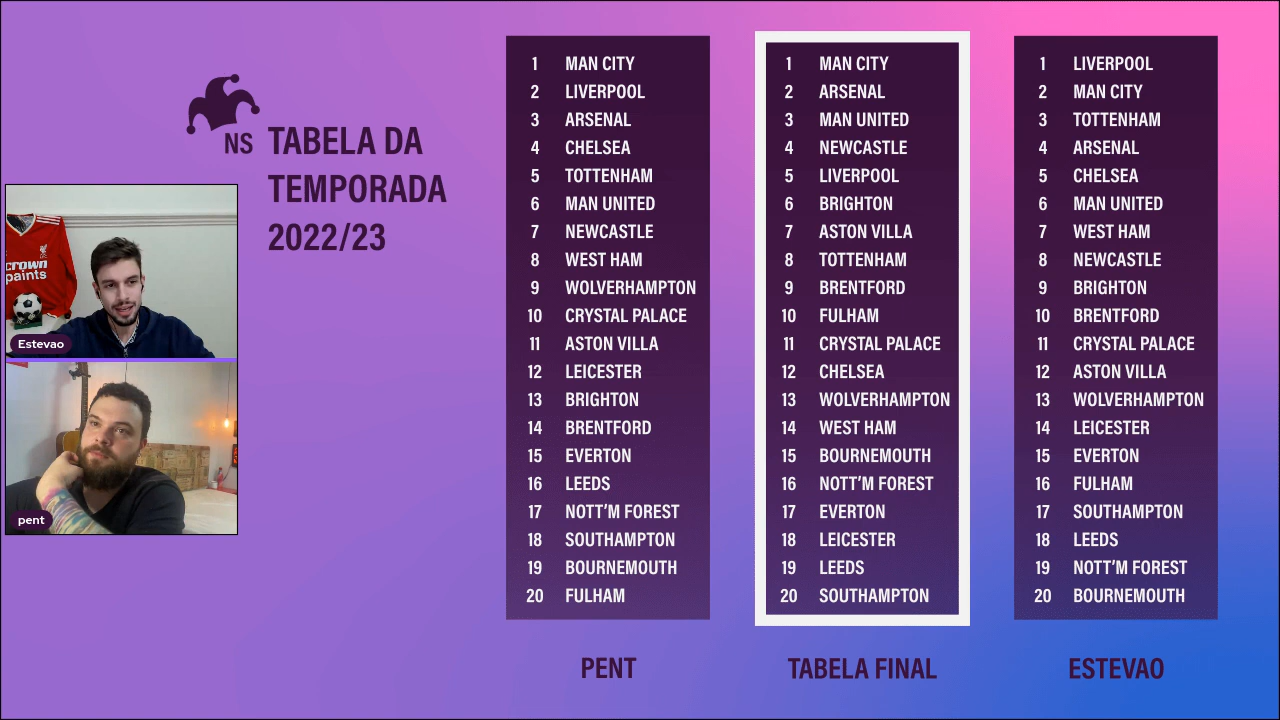 NS
TABELA DA
TEMPORADA
2022/23
crown
paints
Estevao
pent
1 MAN CITY
2 LIVERPOOL
3 ARSENAL
4 CHELSEA
5 TOTTENHAM
6 MAN UNITED
7 NEWCASTLE
8 WEST HAM
9 WOLVERHAMPTON
10 CRYSTAL PALACE
11 ASTON VILLA
12 LEICESTER
13 BRIGHTON
14 BRENTFORD
15 EVERTON
16 LEEDS
17 NOTT'M FOREST
18 SOUTHAMPTON
19 BOURNEMOUTH
20 FULHAM
PENT
1 MAN CITY
2 ARSENAL
3 MAN UNITED
4 NEWCASTLE
5 LIVERPOOL
6 BRIGHTON
7 ASTON VILLA
8 TOTTENHAM
9 BRENTFORD
10 FULHAM
11 CRYSTAL PALACE
12 CHELSEA
13 WOLVERHAMPTON
14 WEST HAM
15 BOURNEMOUTH
16 NOTT'M FOREST
17 EVERTON
18 LEICESTER
19 LEEDS
20 SOUTHAMPTON
TABELA FINAL
1 LIVERPOOL
2 MAN CITY
3 TOTTENHAM
4 ARSENAL
5 CHELSEA
6 MAN UNITED
7 WEST HAM
8 NEWCASTLE
9 BRIGHTON
10 BRENTFORD
11 CRYSTAL PALACE
12 ASTON VILLA
13 WOLVERHAMPTON
14 LEICESTER
15 EVERTON
16 FULHAM
17 SOUTHAMPTON
18 LEEDS
19 NOTT'M FOREST
20 BOURNEMOUTH
ESTEVAO